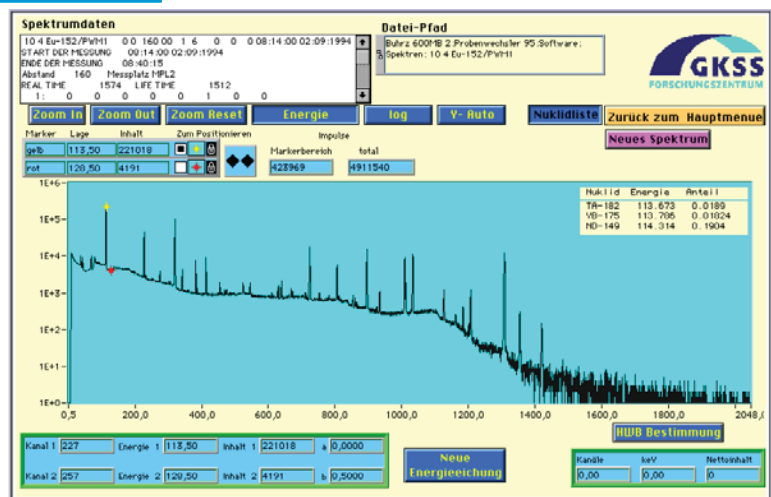 Spektrumdaten
10 4 Eu-152/PWM1 0 0 160 00 1 6 0 0 0 08:14:00 02:09:1994
START DER MESSUNG 08:14:00 02:09:1994
ENDE DER MESSUNG 08:40:15
Abstand 160 Messplatz MPL2
REAL TIME 1574 LIFE TIME 1512
1: 0 0 0 0 1 0 0
Datei-Pfad
Buhrz 600MB 2:Probenwechsler 95:Software:
Spektren: 10 4 Eu-152/PWM1
GKSS
FORSCHUNGSZENTRUM
Zoom In
Zoom Out
Zoom Reset
Energie
log
Y- Auto
Nuklidliste
Zurück zum Hauptmenue
Neues Spektrum
Marker Lage Inhalt Zum Positionieren
gelb 113,50 221018
rot 128,50 4191
Impulse
Markerbereich total
423969 4911540
Nuklid Energie Anteil
TA-182 113.673 0.0189
YB-175 113.786 0.01824
ND-149 114.314 0.1904
1E+6
1E+5
1E+4
1E+3
1E+2
1E+1
1E+0
0,5 200,0 400,0 600,0 800,0 1000,0 1200,0 1400,0 1600,0 1800,0 2048,0
HWB Bestimmung
Kanal 1 227 Energie 1 113,50 Inhalt 1 221018 a 0,0000
Kanal 2 257 Energie 2 128,50 Inhalt 2 4191 b 0,5000
Neue
Energieeichung
Kanäle keV Nettoinhalt
0,00 0,00 0